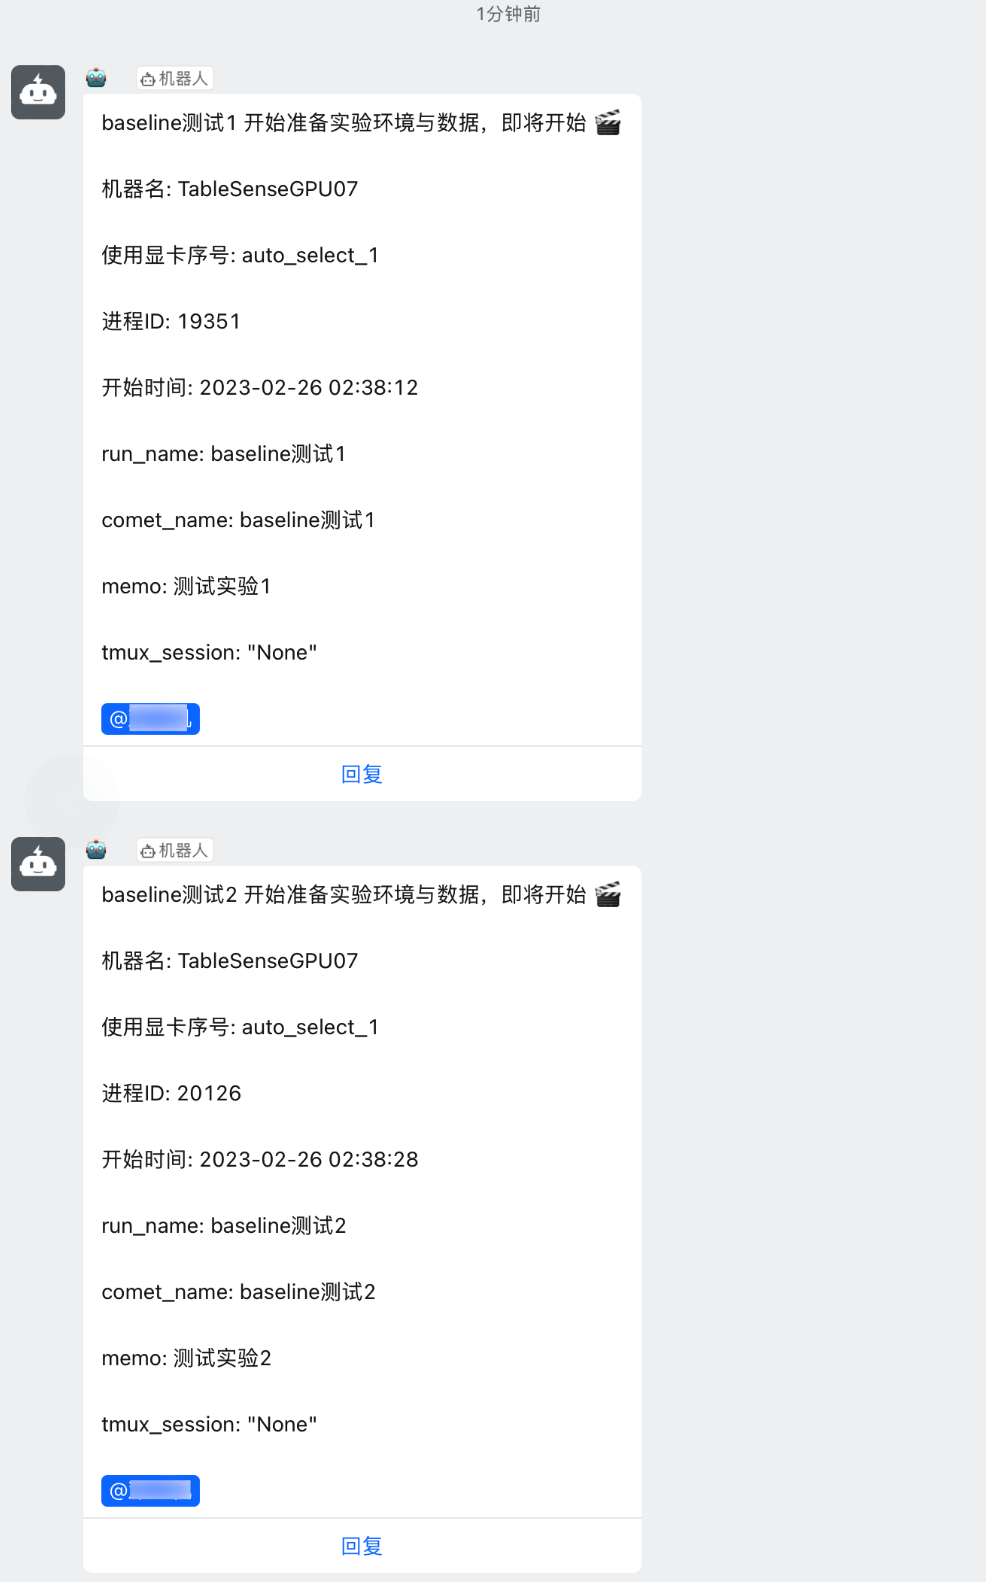 1分钟前
机器人
baseline测试1 开始准备实验环境与数据，即将开始
机器名: TableSenseGPU07
使用显卡序号: auto_select_1
进程ID: 19351
开始时间: 2023-02-26 02:38:12
run_name: baseline测试1
comet_name: baseline测试1
memo: 测试实验1
tmux_session: "None"
@
回复
机器人
baseline测试2 开始准备实验环境与数据，即将开始
机器名: TableSenseGPU07
使用显卡序号: auto_select_1
进程ID: 20126
开始时间: 2023-02-26 02:38:28
run_name: baseline测试2
comet_name: baseline测试2
memo: 测试实验2
tmux_session: "None"
@
回复